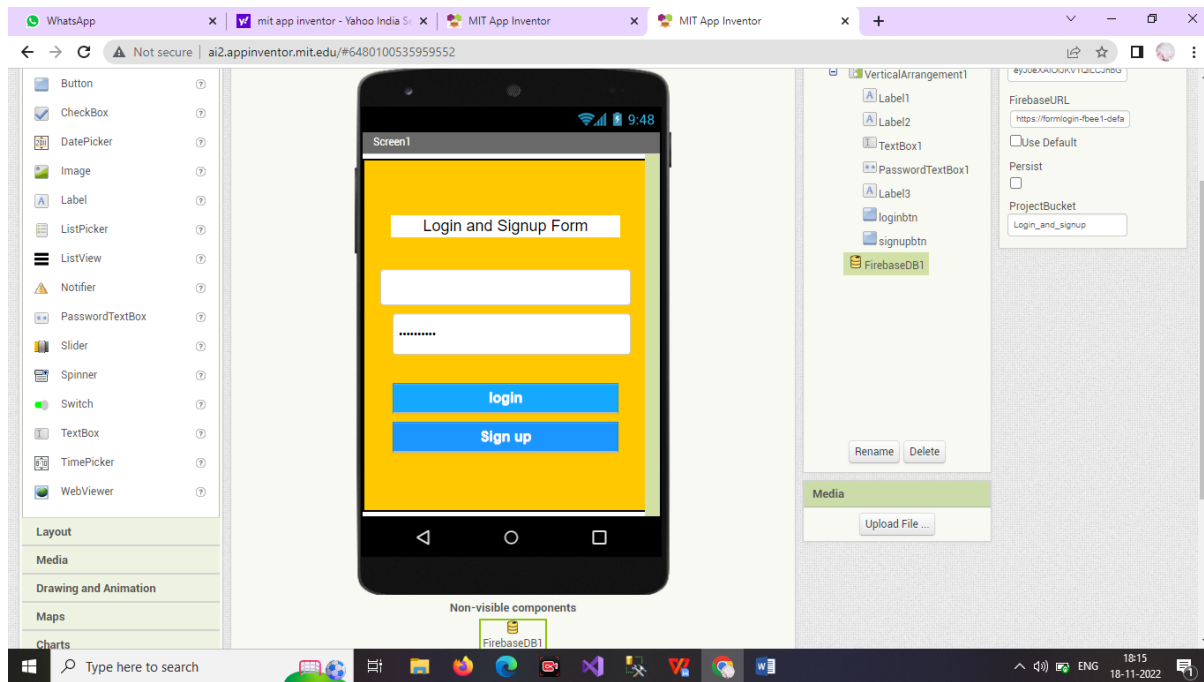 WhatsApp
mit app inventor - Yahoo India Se
MIT App Inventor
MIT App Inventor
Not secure | ai2.appinventor.mit.edu/#6480100535959552
Button
CheckBox
DatePicker
Image
Label
ListPicker
ListView
Notifier
PasswordTextBox
Slider
Spinner
Switch
TextBox
TimePicker
WebViewer
Layout
Media
Drawing and Animation
Maps
Charts
9:48
Screen1
Login and Signup Form
login
Sign up
Non-visible components
FirebaseDB1
VerticalArrangement1
Label1
Label2
TextBox1
PasswordTextBox1
Label3
loginbtn
signupbtn
FirebaseDB1
Rename Delete
Media
Upload File ...
FirebaseURL
https://formlogin-fbee1-defa
Use Default
Persist
ProjectBucket
Login_and_signup
Type here to search
ENG
18:15
18-11-2022